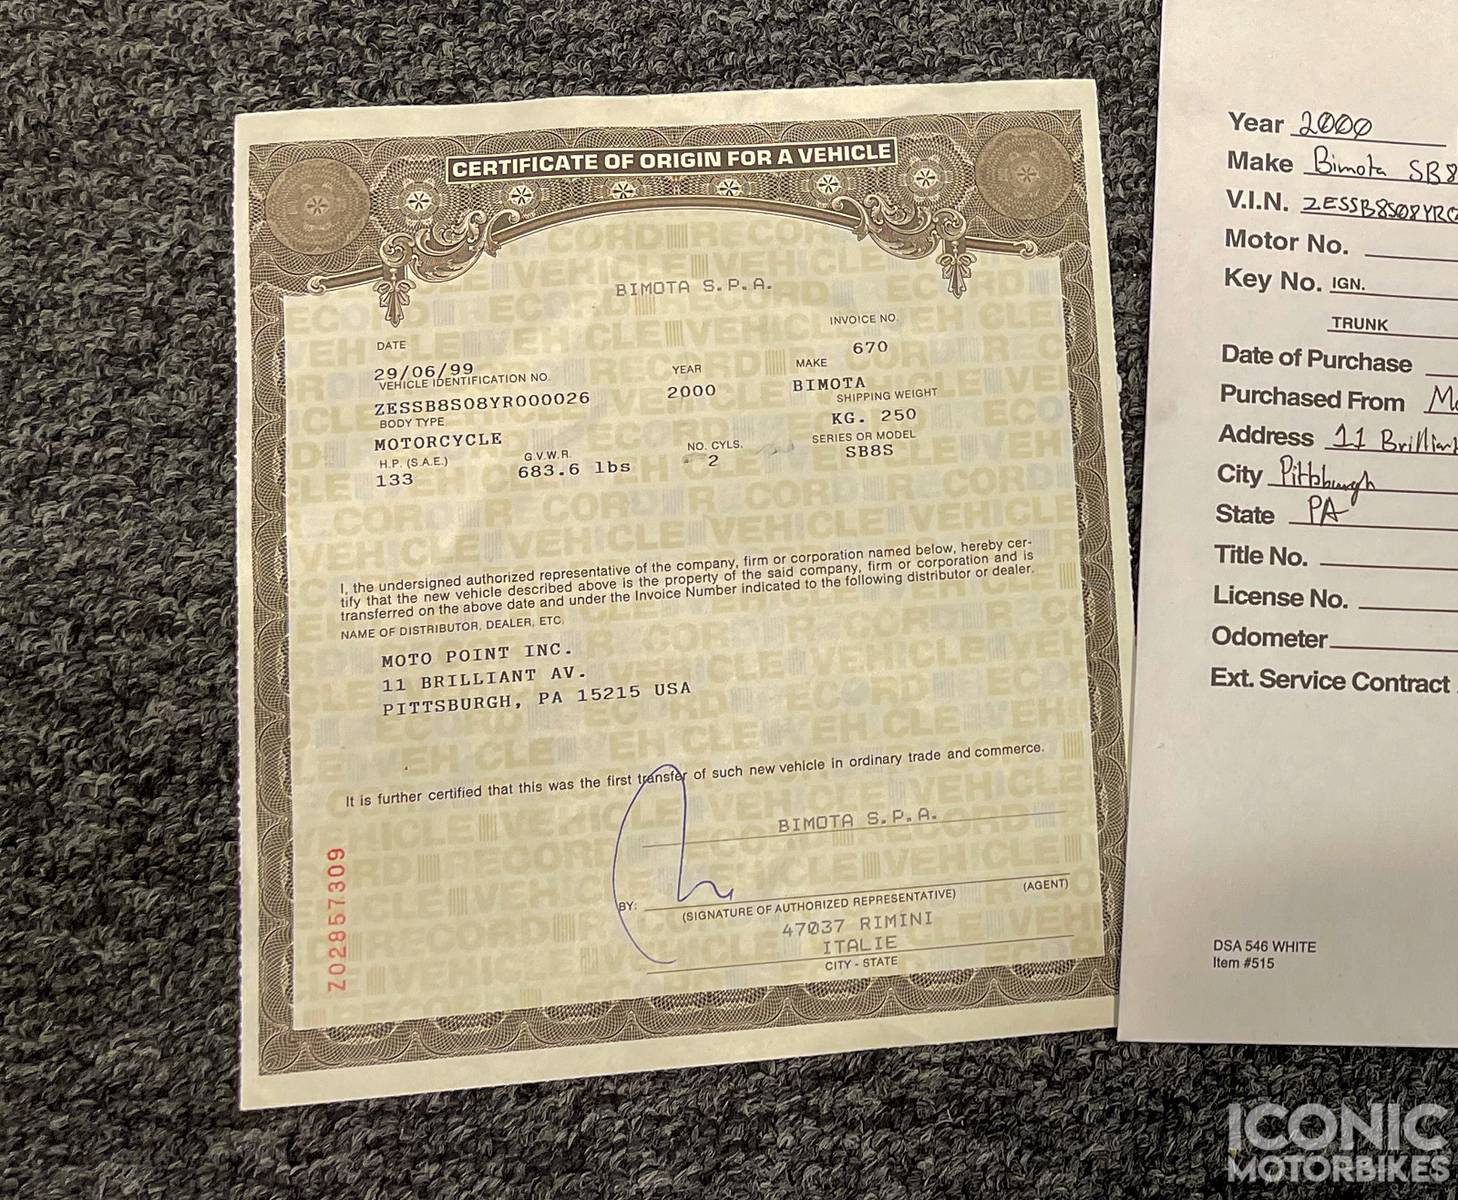 CERTIFICATE OF ORIGIN FOR A VEHICLE
BIMOTA S.P.A.
INVOICE NO.
670
DATE
29/06/99
VEHICLE IDENTIFICATION NO.
YEAR
MAKE
ZESSB8S08YR000026
2000
BIMOTA
BODY TYPE
SHIPPING WEIGHT
MOTORCYCLE
KG. 250
H.P. (S.A.E.)
G.V.W.R.
NO. CYLS.
SERIES OR MODEL
133
683.6 lbs
2
SB8S
I, the undersigned authorized representative of the company, firm or corporation named below, hereby cer-
tify that the new vehicle described above is the property of the said company, firm or corporation and is
transferred on the above date and under the Invoice Number indicated to the following distributor or dealer.
NAME OF DISTRIBUTOR, DEALER, ETC.
MOTO POINT INC.
11 BRILLIANT AV.
PITTSBURGH, PA 15215 USA
It is further certified that this was the first transfer of such new vehicle in ordinary trade and commerce.
BIMOTA S.P.A.
BY:
(SIGNATURE OF AUTHORIZED REPRESENTATIVE) (AGENT)
47037 RIMINI
ITALIE
CITY - STATE
Z02857309
Year 2000
Make Bimota SB8
V.I.N. ZESSB8S08YR0
Motor No.
Key No. IGN.
TRUNK
Date of Purchase
Purchased From
Address 11 Brilliant
City Pittsburgh
State PA
Title No.
License No.
Odometer
Ext. Service Contract
DSA 546 WHITE
Item #515
ICONIC
MOTORBIKES